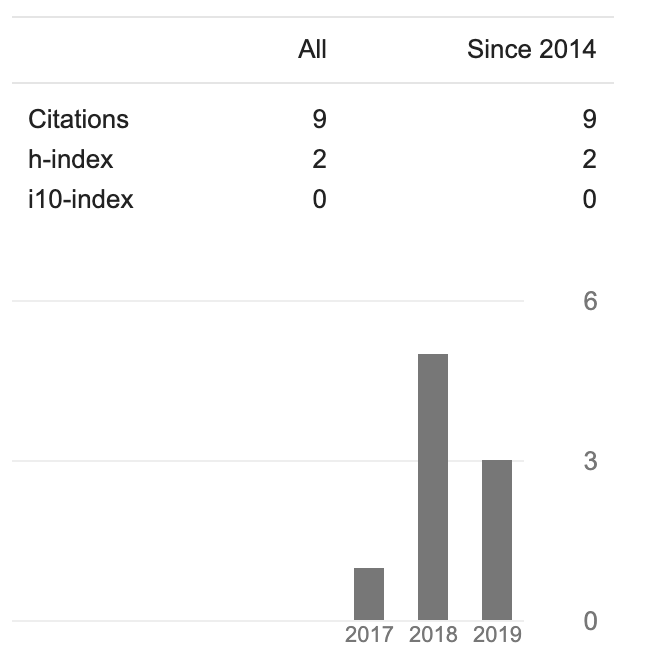 All Since 2014
Citations 9 9
h-index 2 2
i10-index 0 0
6
3
0
2017 2018 2019